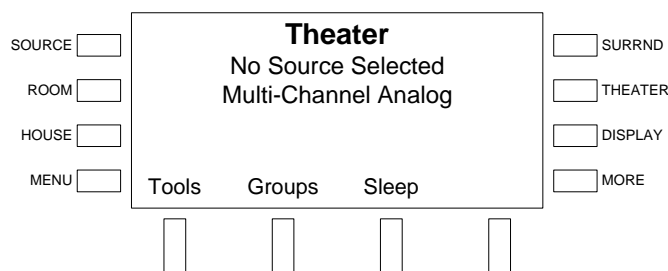 Theater
No Source Selected
Multi-Channel Analog
SOURCE
ROOM
HOUSE
MENU
SURRND
THEATER
DISPLAY
MORE
Tools Groups Sleep